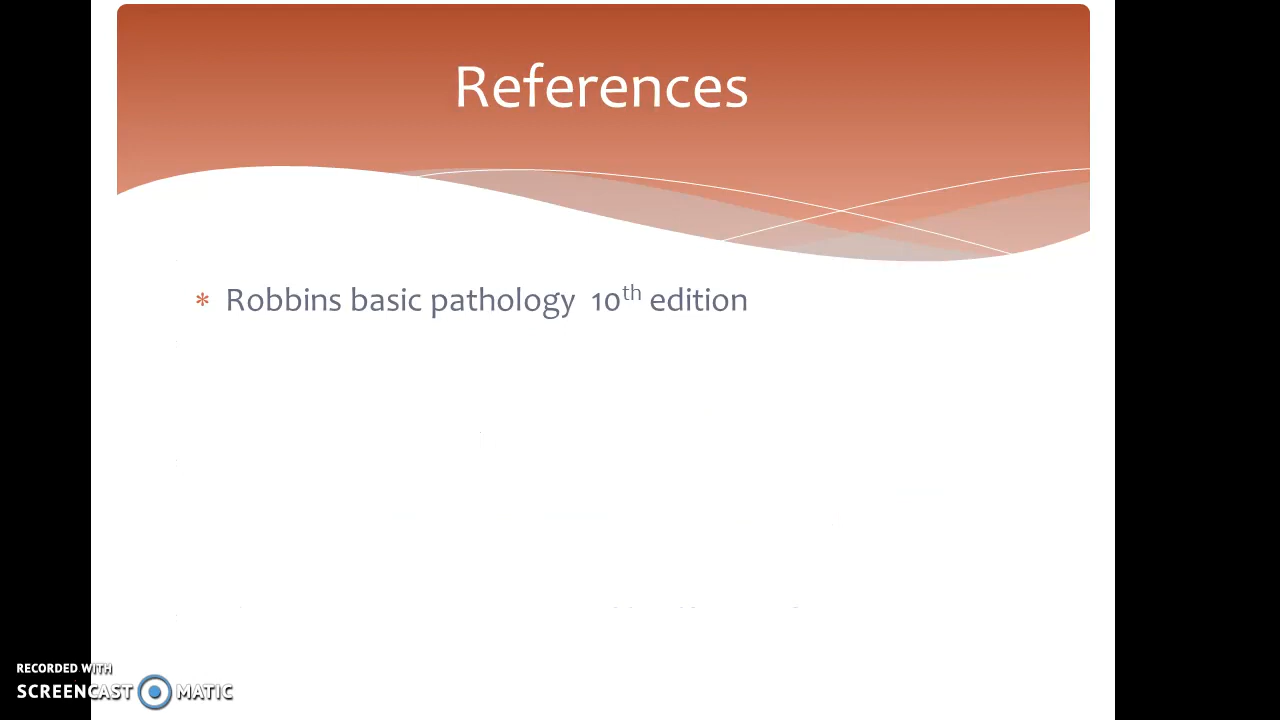 References
* Robbins basic pathology 10th edition
RECORDED WITH
SCREENCAST MATIC